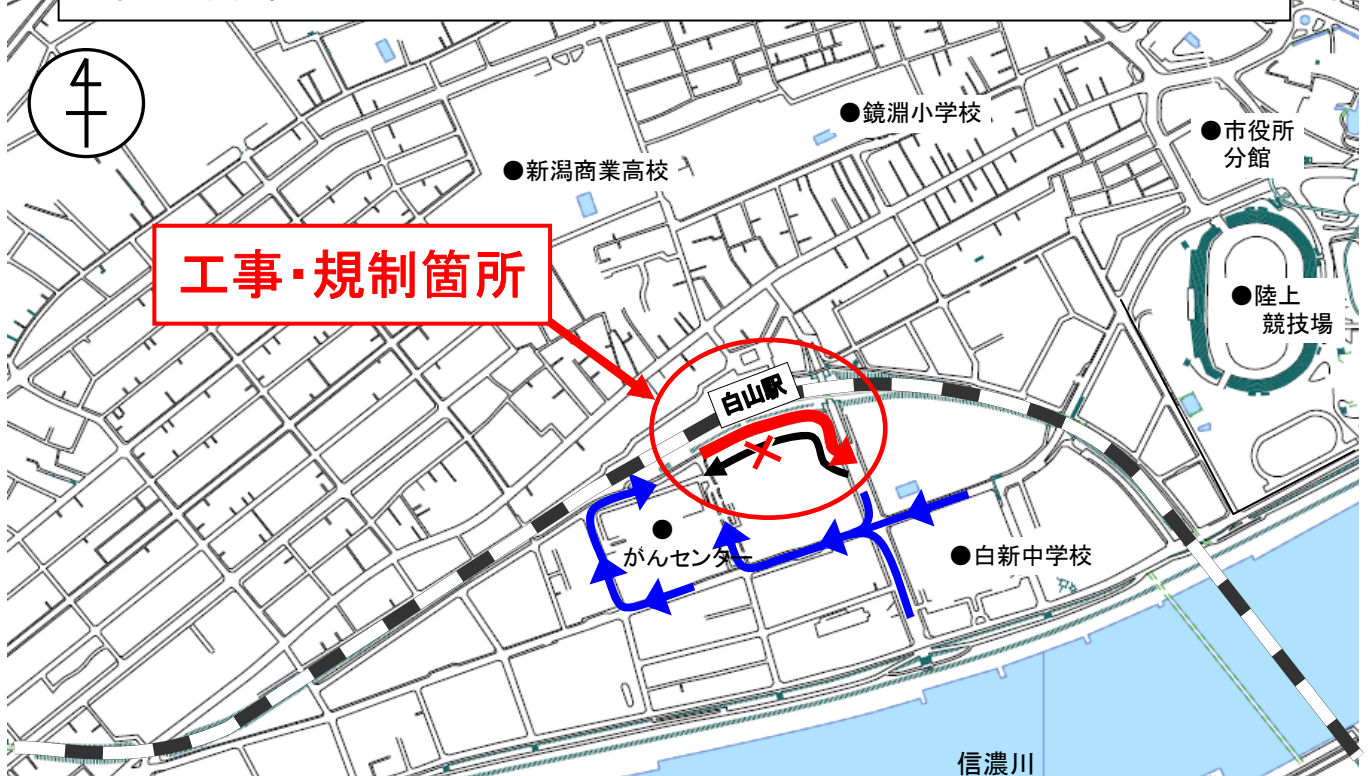 ●鏡淵小学校
●市役所
分館
●新潟商業高校
工事・規制箇所
●陸上
競技場
白山駅
●
がんセンター
●白新中学校
信濃川